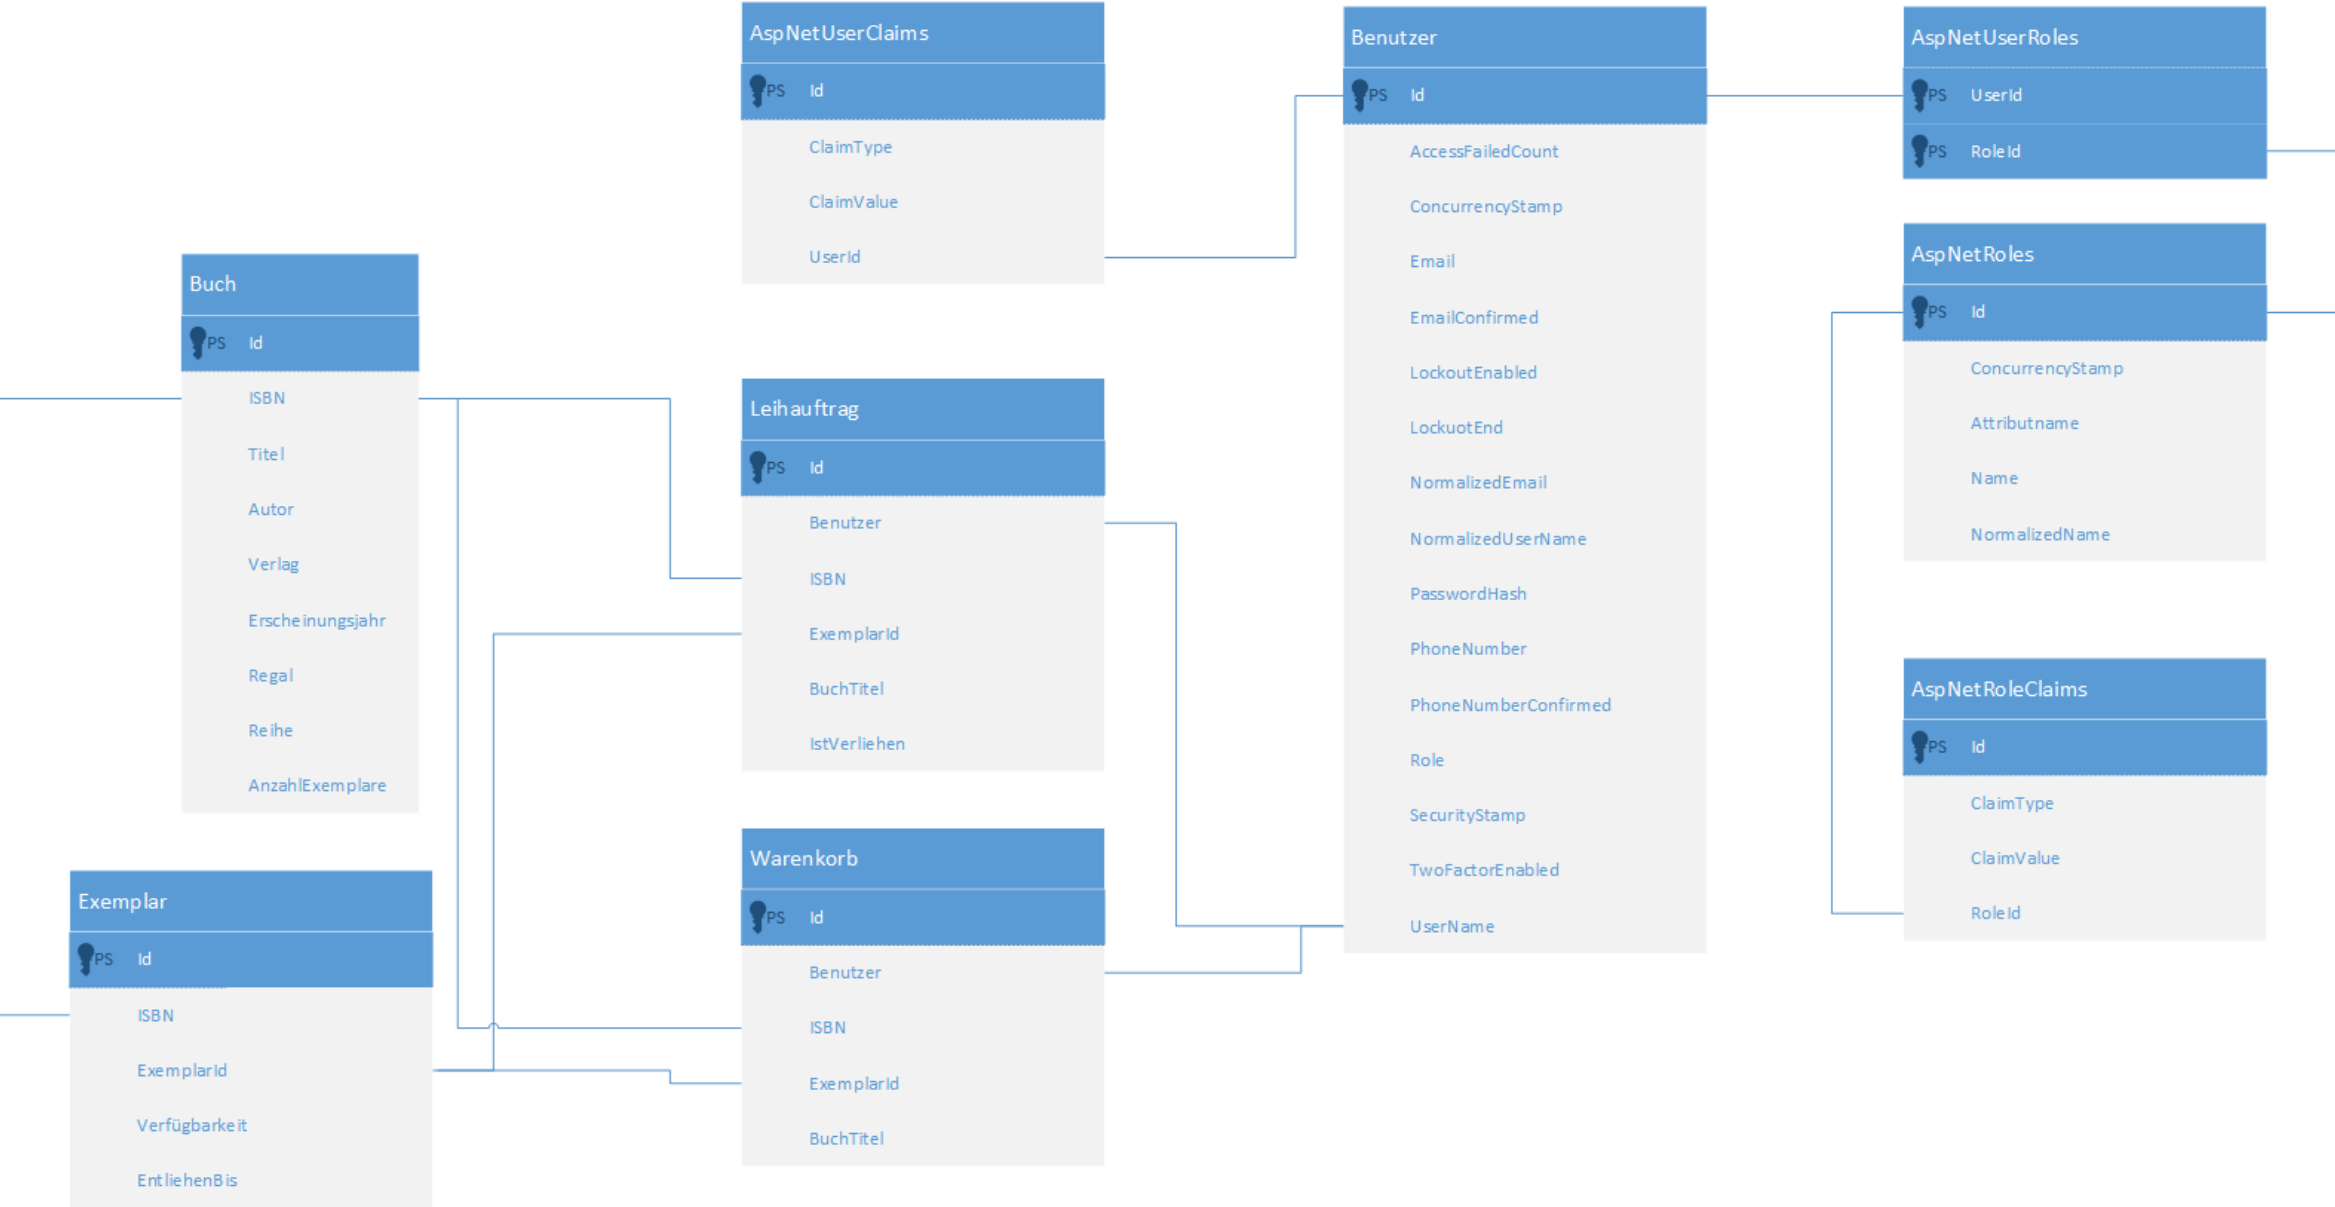 AspNetUserClaims
PS Id
ClaimType
ClaimValue
UserId
Benutzer
PS Id
AccessFailedCount
ConcurrencyStamp
Email
EmailConfirmed
LockoutEnabled
LockuotEnd
NormalizedEmail
NormalizedUserName
PasswordHash
PhoneNumber
PhoneNumberConfirmed
Role
SecurityStamp
TwoFactorEnabled
UserName
AspNetUserRoles
PS UserId
PS RoleId
AspNetRoles
PS Id
ConcurrencyStamp
Attributname
Name
NormalizedName
AspNetRoleClaims
PS Id
ClaimType
ClaimValue
RoleId
Buch
PS Id
ISBN
Titel
Autor
Verlag
Erscheinungsjahr
Regal
Reihe
AnzahlExemplare
Leihauftrag
PS Id
Benutzer
ISBN
ExemplarId
BuchTitel
IstVerliehen
Warenkorb
PS Id
Benutzer
ISBN
ExemplarId
BuchTitel
Exemplar
PS Id
ISBN
ExemplarId
Verfügbarkeit
EntliehenBis